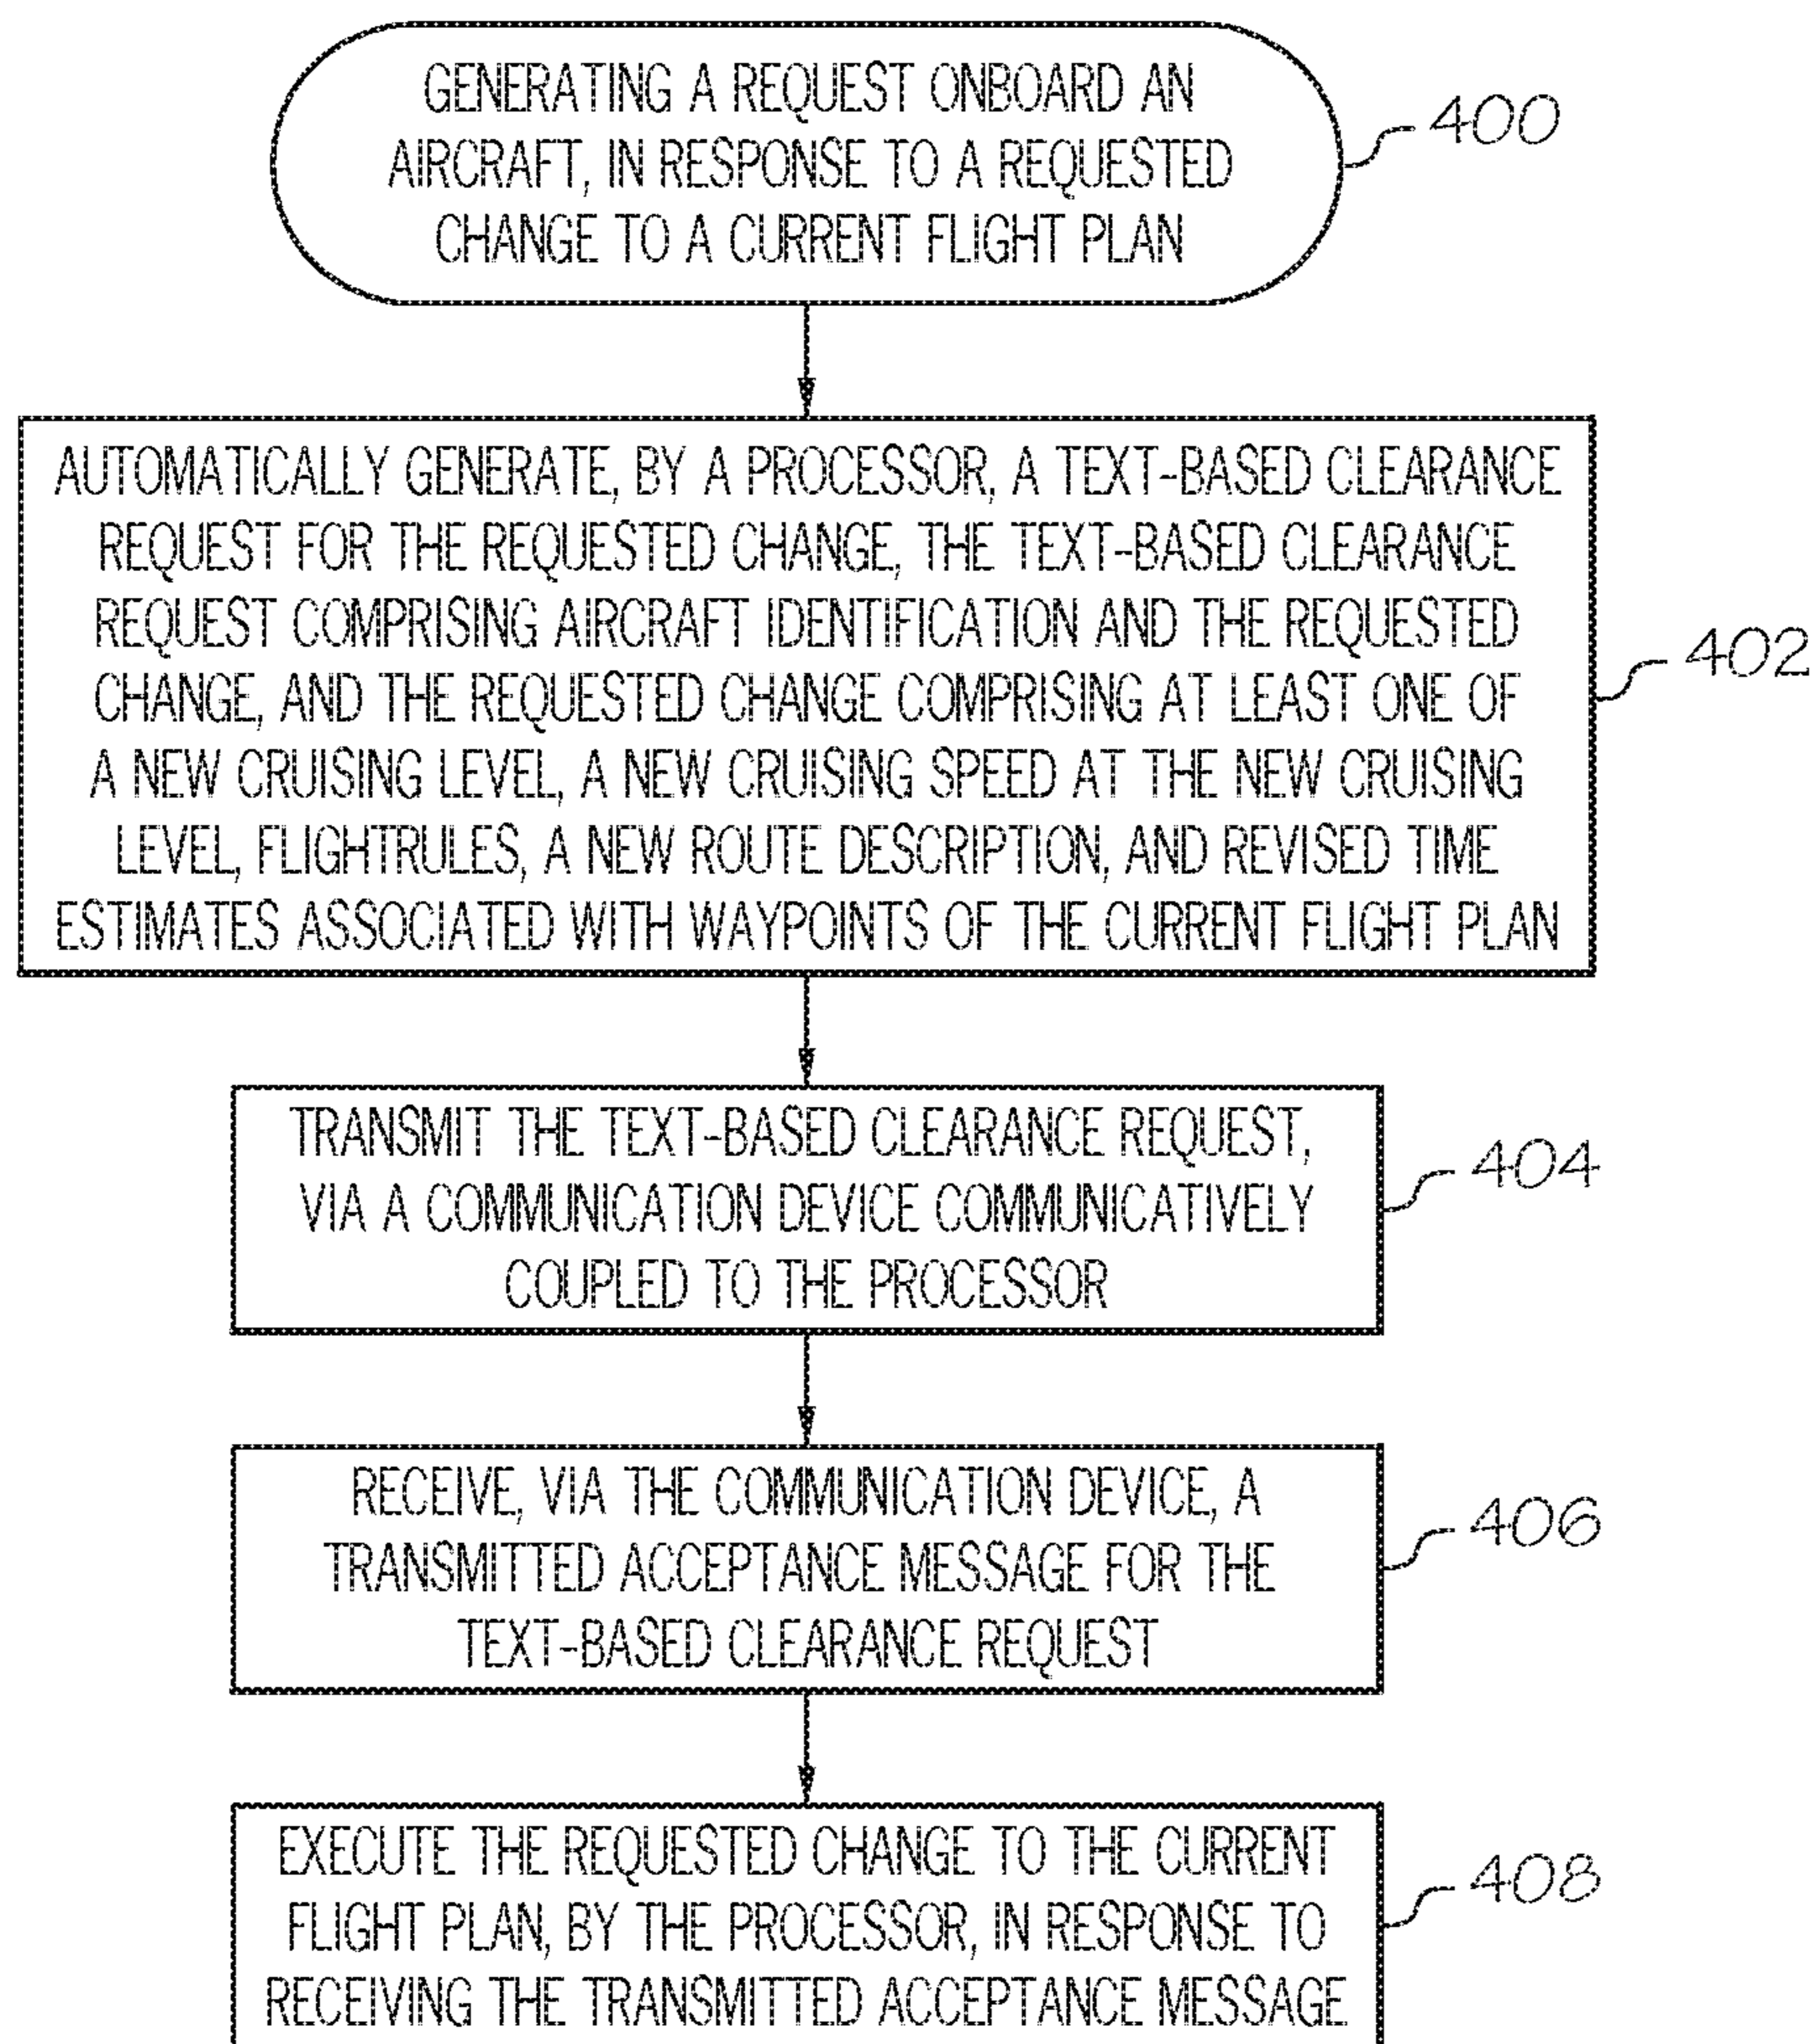 GENERATING A REQUEST ONBOARD AN
AIRCRAFT, IN RESPONSE TO A REQUESTED
CHANGE TO A CURRENT FLIGHT PLAN
400
AUTOMATICALLY GENERATE, BY A PROCESSOR, A TEXT-BASED CLEARANCE
REQUEST FOR THE REQUESTED CHANGE, THE TEXT-BASED CLEARANCE
REQUEST COMPRISING AIRCRAFT IDENTIFICATION AND THE REQUESTED
CHANGE, AND THE REQUESTED CHANGE COMPRISING AT LEAST ONE OF
A NEW CRUISING LEVEL, A NEW CRUISING SPEED AT THE NEW CRUISING
LEVEL, FLIGHTRULES, A NEW ROUTE DESCRIPTION, AND REVISED TIME
ESTIMATES ASSOCIATED WITH WAYPOINTS OF THE CURRENT FLIGHT PLAN
402
TRANSMIT THE TEXT-BASED CLEARANCE REQUEST,
VIA A COMMUNICATION DEVICE COMMUNICATIVELY
COUPLED TO THE PROCESSOR
404
RECEIVE, VIA THE COMMUNICATION DEVICE, A
TRANSMITTED ACCEPTANCE MESSAGE FOR THE
TEXT-BASED CLEARANCE REQUEST
406
EXECUTE THE REQUESTED CHANGE TO THE CURRENT
FLIGHT PLAN, BY THE PROCESSOR, IN RESPONSE TO
RECEIVING THE TRANSMITTED ACCEPTANCE MESSAGE
408